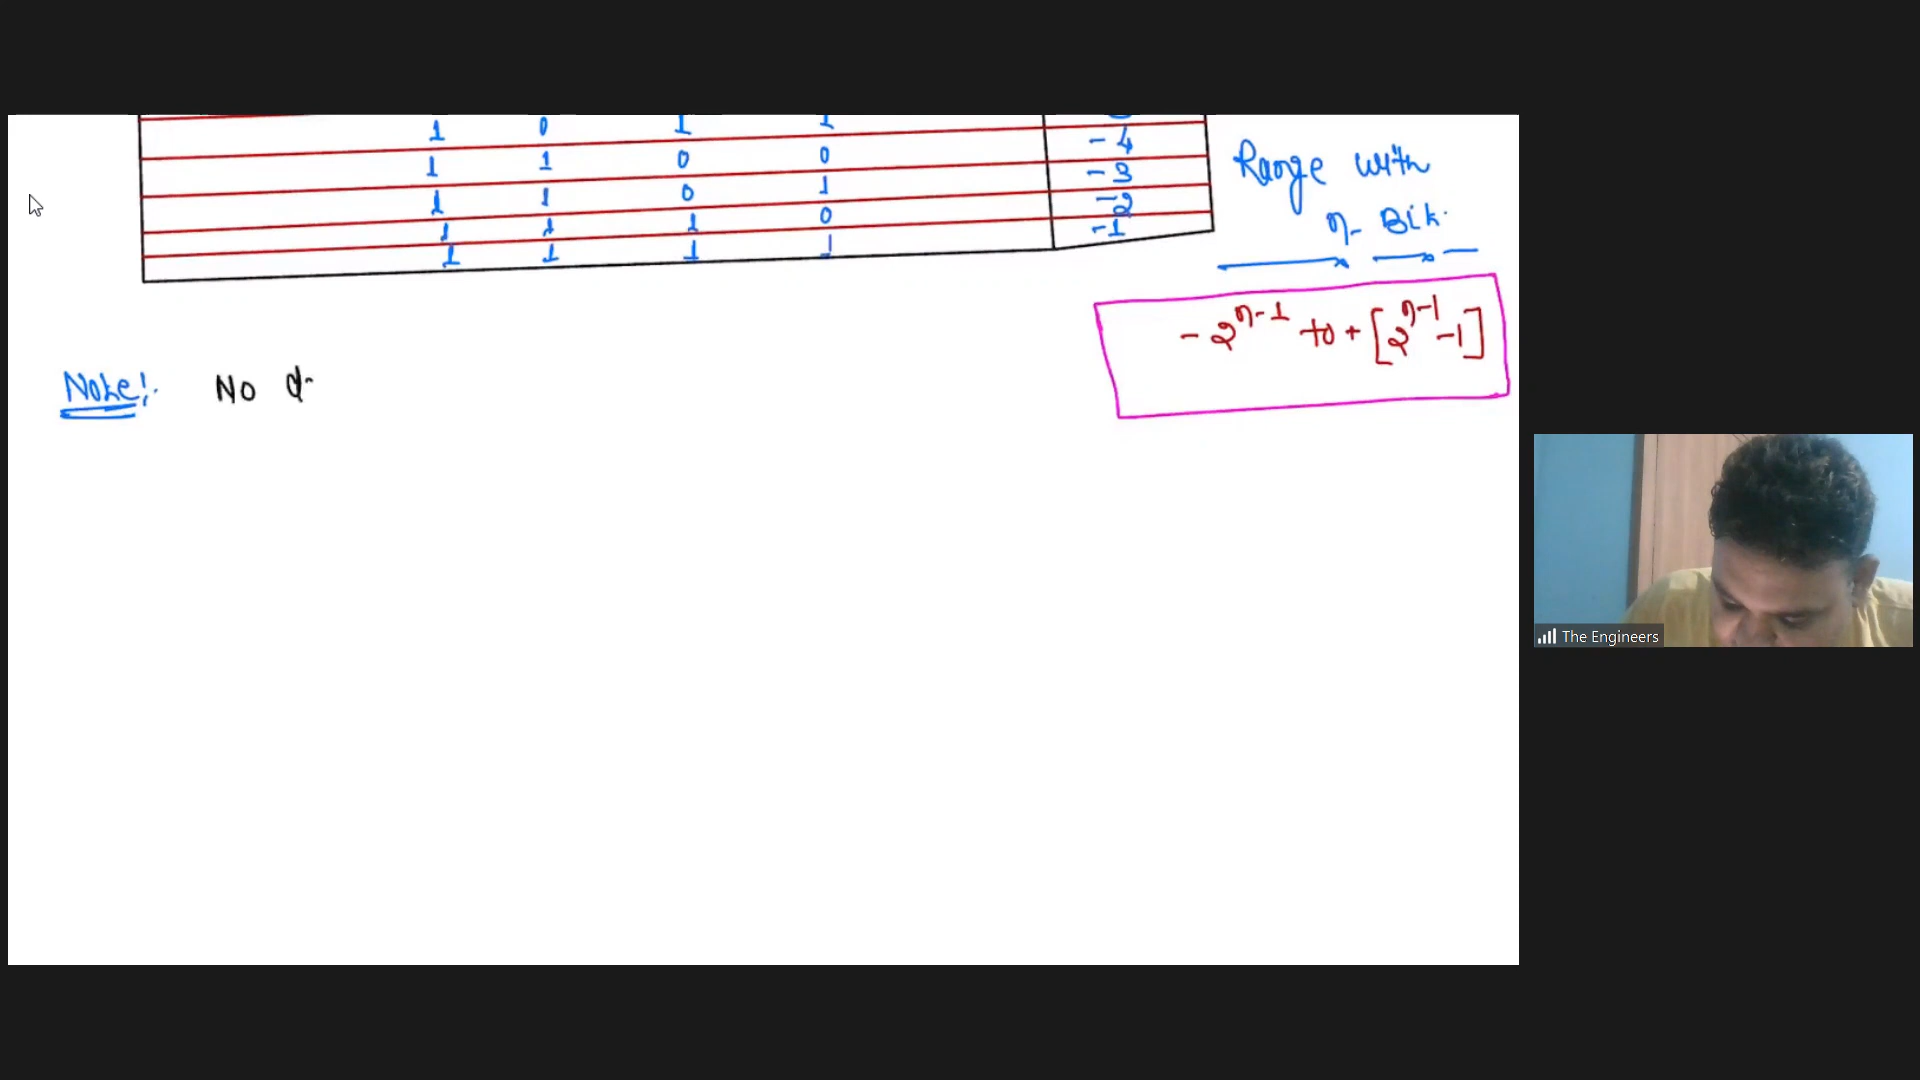 1 0 1 1
1 1 0 0 -4
1 1 0 1 -3
1 1 1 0 -2
1 1 1 1 -1
Range with
n- Bit.
-2^{n-1} to + [2^{n-1} -1]
Note!. No
The Engineers